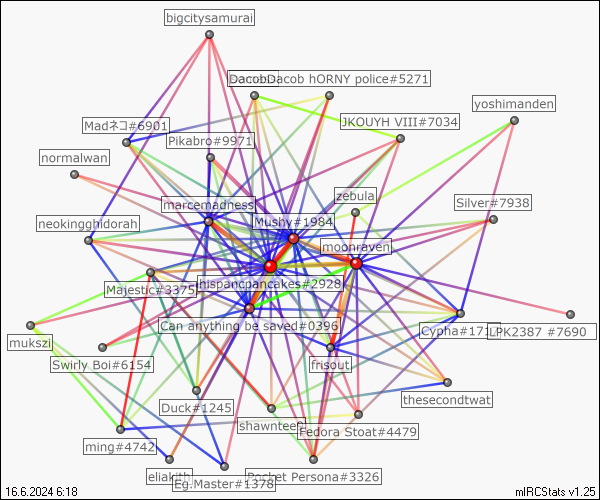 bigcitysamurai
Dacob HORNY police#5271
yoshimanden
Madネコ#6901
JKOUYH VIII#7034
Pikabro#9971
normalwan
zebula
marcemadness
Silver#7938
neokingghidorah
Mushy#1984
moonraven
Majestic#3375
hispancpancakes#2928
Can anything be saved#0396
Cypha#171
LPK2387 #7690
mukszi
Swirly Boi#6154
frisout
thesecondtwat
Duck#1245
shawntee0
Fedora Stoat#4479
ming#4742
eliakith
Eg.Master#1378
Pocket Persona#3326
16.6.2024 6:18
mIRCStats v1.25